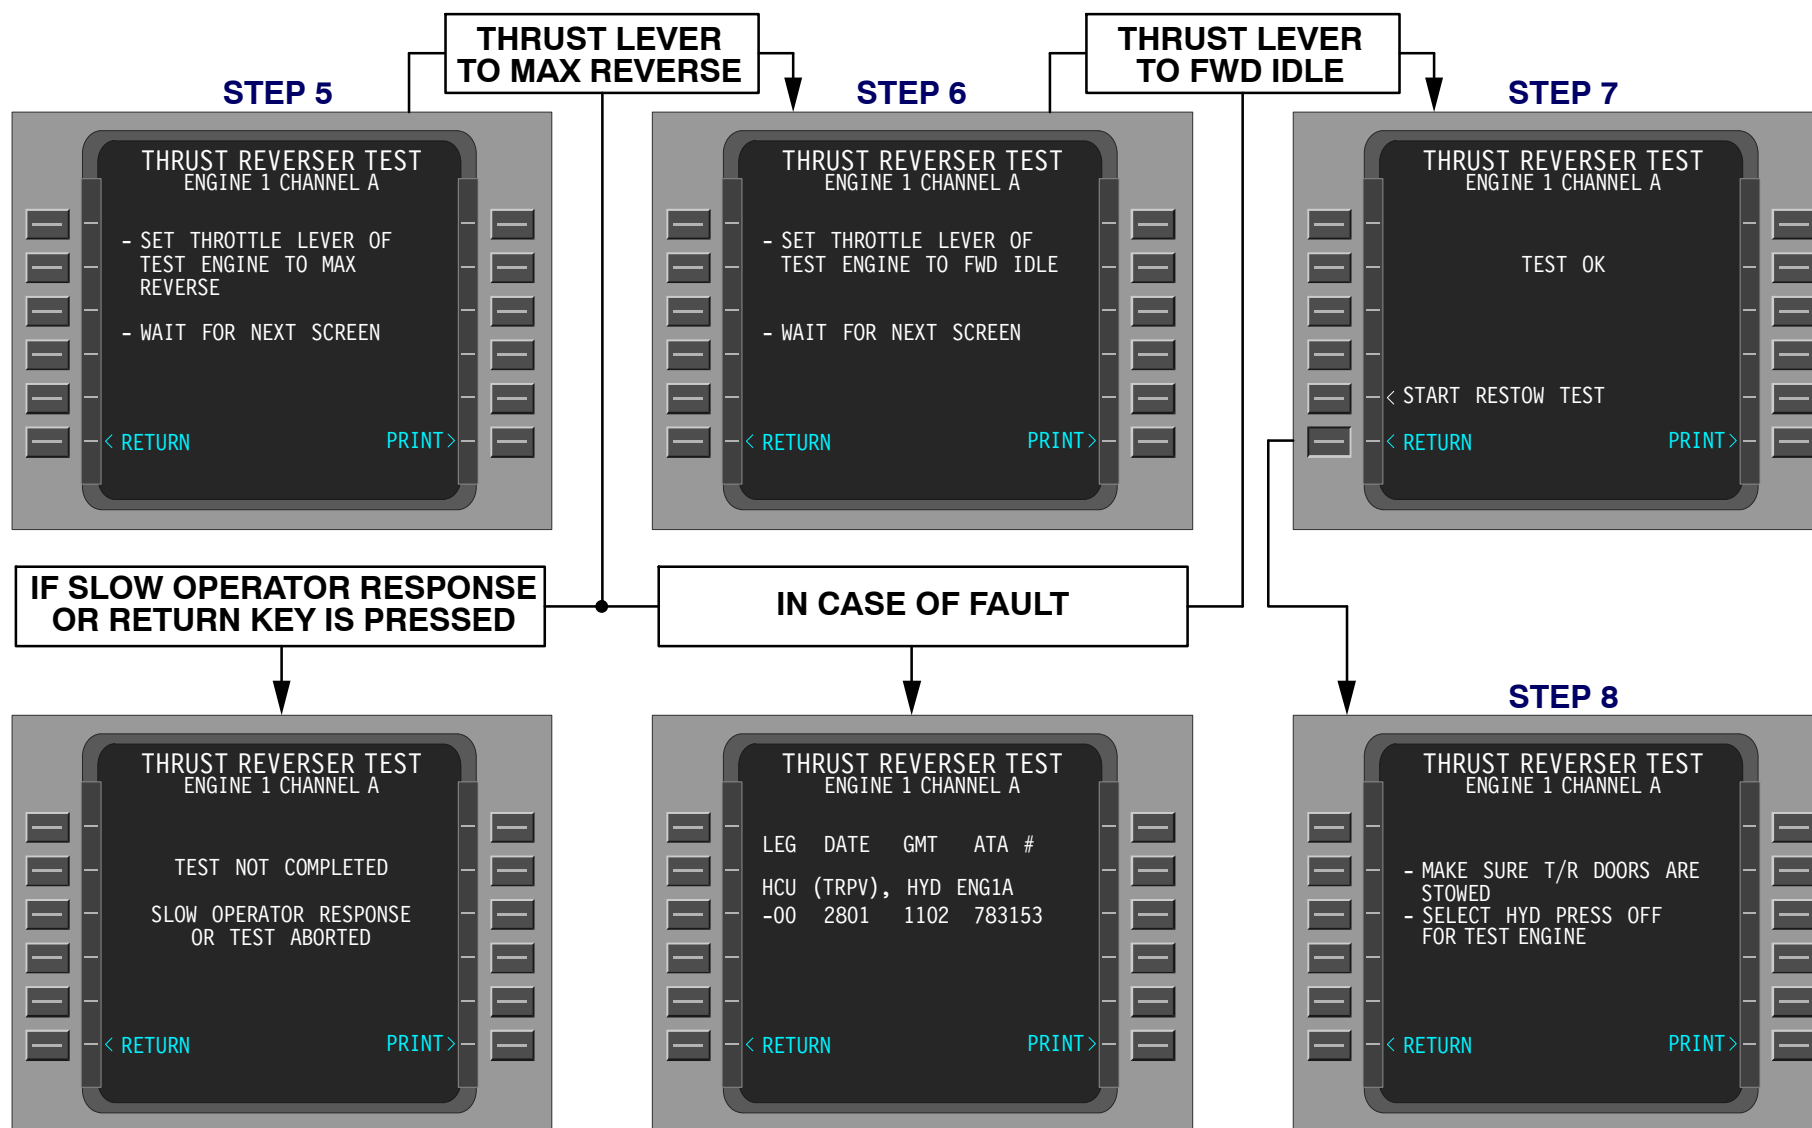 THRUST LEVER
TO MAX REVERSE
THRUST LEVER
TO FWD IDLE
STEP 5
THRUST REVERSER TEST
ENGINE 1 CHANNEL A
- SET THROTTLE LEVER OF
TEST ENGINE TO MAX
REVERSE
- WAIT FOR NEXT SCREEN
< RETURN PRINT >
STEP 6
THRUST REVERSER TEST
ENGINE 1 CHANNEL A
- SET THROTTLE LEVER OF
TEST ENGINE TO FWD IDLE
- WAIT FOR NEXT SCREEN
< RETURN PRINT >
STEP 7
THRUST REVERSER TEST
ENGINE 1 CHANNEL A
TEST OK
< START RESTOW TEST
< RETURN PRINT >
IF SLOW OPERATOR RESPONSE
OR RETURN KEY IS PRESSED
IN CASE OF FAULT
THRUST REVERSER TEST
ENGINE 1 CHANNEL A
TEST NOT COMPLETED
SLOW OPERATOR RESPONSE
OR TEST ABORTED
< RETURN PRINT >
THRUST REVERSER TEST
ENGINE 1 CHANNEL A
LEG DATE GMT ATA #
HCU (TRPV), HYD ENG1A
-00 2801 1102 783153
< RETURN PRINT >
STEP 8
THRUST REVERSER TEST
ENGINE 1 CHANNEL A
- MAKE SURE T/R DOORS ARE
STOWED
- SELECT HYD PRESS OFF
FOR TEST ENGINE
< RETURN PRINT >